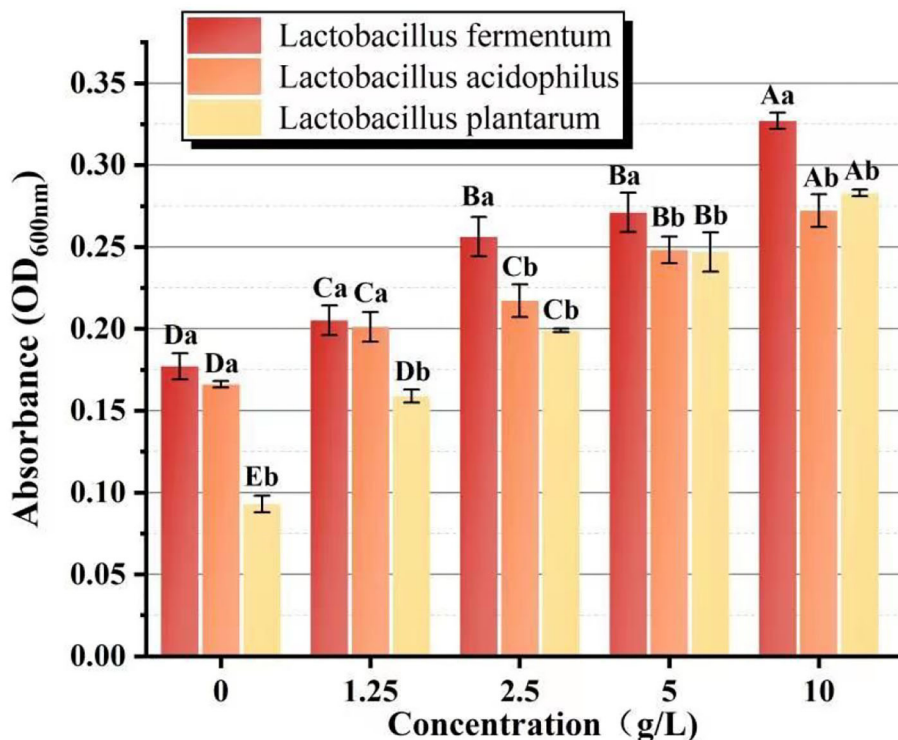 Lactobacillus fermentum
Lactobacillus acidophilus
Lactobacillus plantarum
Absorbance (OD600nm)
0.35
0.30
0.25
0.20
0.15
0.10
0.05
0.00
Da
Da
Eb
Ca
Ca
Db
Ba
Cb
Cb
Ba
Bb
Bb
Aa
Ab
Ab
0
1.25
2.5
5
10
Concentration（g/L）